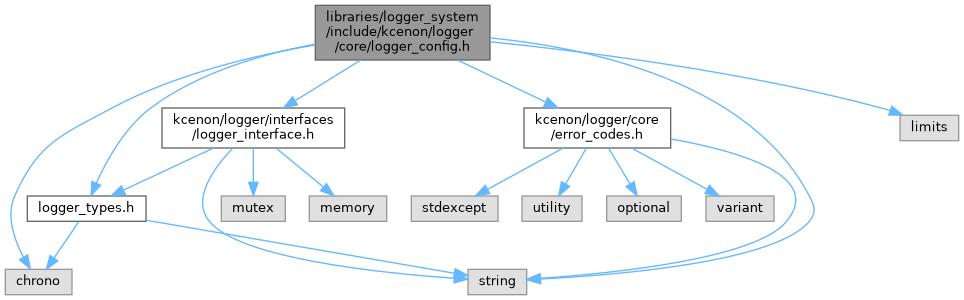 libraries/logger_system
/include/kcenon/logger
/core/logger_config.h
kcenon/logger/interfaces
/logger_interface.h
kcenon/logger/core
/error_codes.h
limits
logger_types.h
mutex
memory
stdexcept
utility
optional
variant
chrono
string